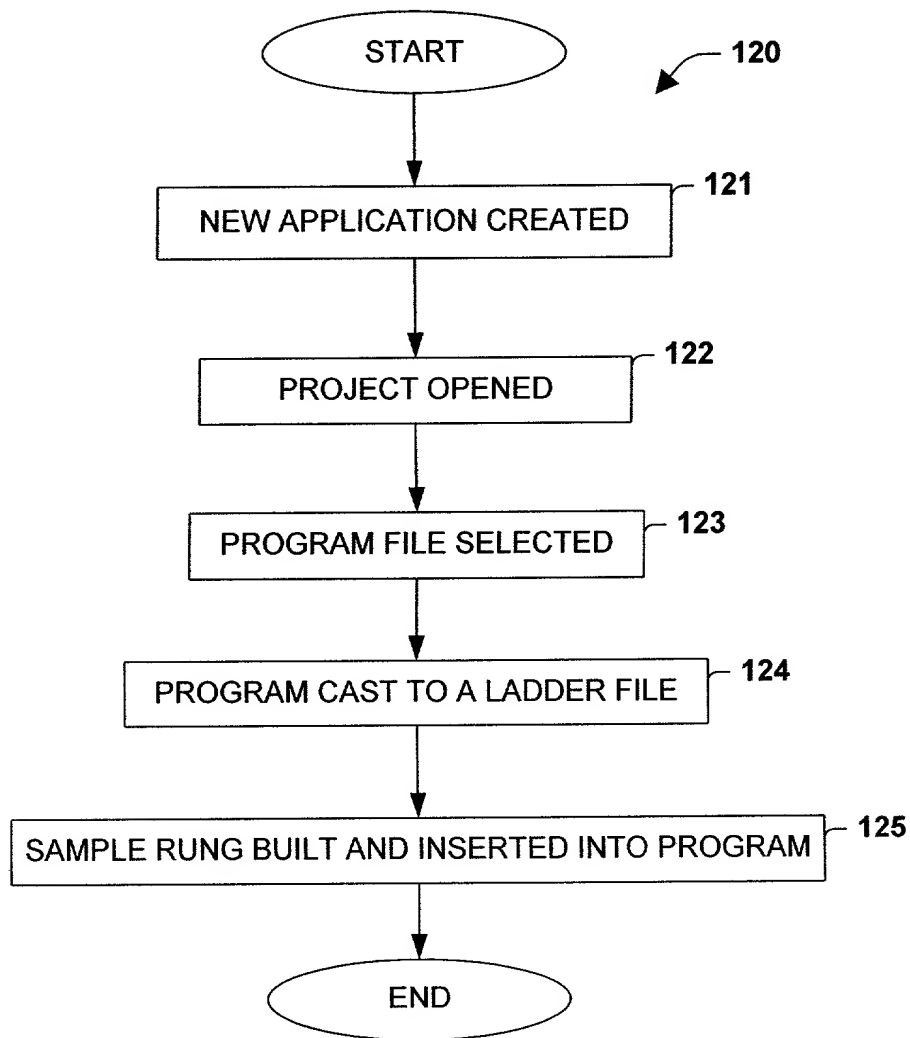 START
120
121
NEW APPLICATION CREATED
122
PROJECT OPENED
123
PROGRAM FILE SELECTED
124
PROGRAM CAST TO A LADDER FILE
125
SAMPLE RUNG BUILT AND INSERTED INTO PROGRAM
END